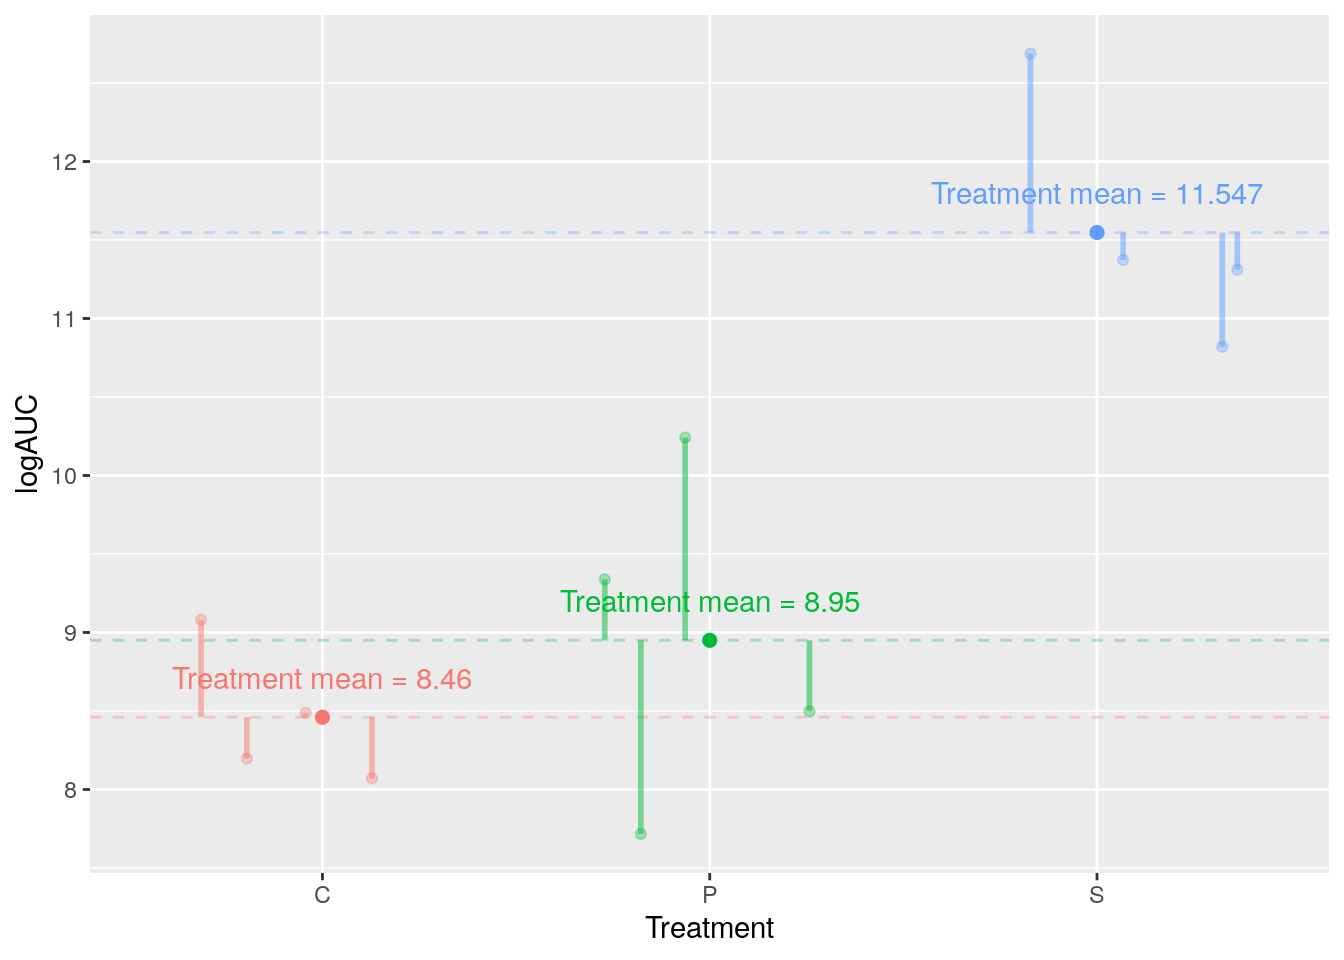 12
Treatment mean = 11.547
11
logAUC
10
Treatment mean = 8.95
9
Treatment mean = 8.46
8
C P S
Treatment